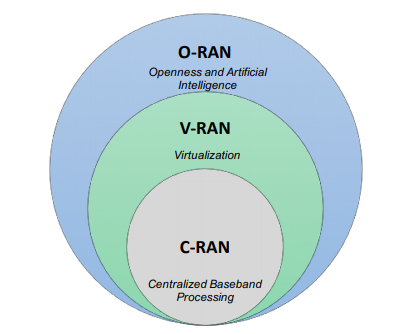 O-RAN
Openness and Artificial
Intelligence
V-RAN
Virtualization
C-RAN
Centralized Baseband
Processing